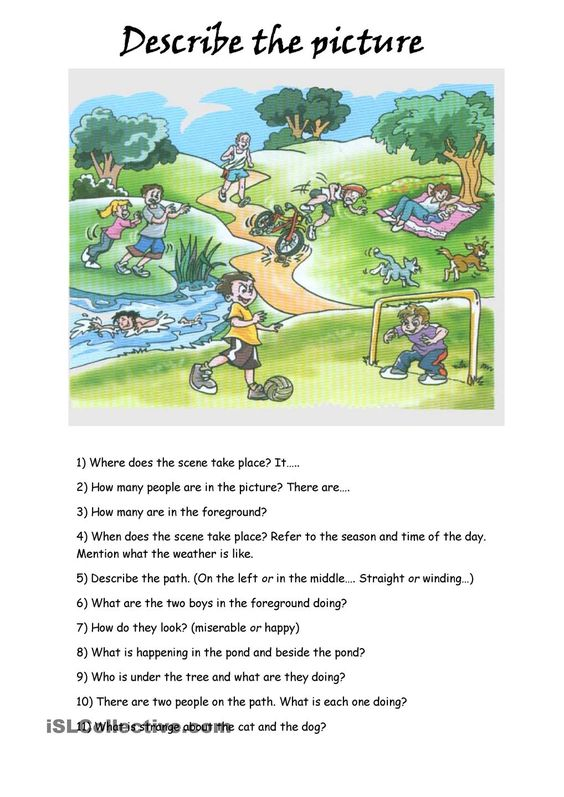 Describe the picture
1) Where does the scene take place? It.....
2) How many people are in the picture? There are....
3) How many are in the foreground?
4) When does the scene take place? Refer to the season and time of the day.
Mention what the weather is like.
5) Describe the path. (On the left or in the middle.... Straight or winding...)
6) What are the two boys in the foreground doing?
7) How do they look? (miserable or happy)
8) What is happening in the pond and beside the pond?
9) Who is under the tree and what are they doing?
10) There are two people on the path. What is each one doing?
11) What is strange about the cat and the dog?
iSLCollective.com